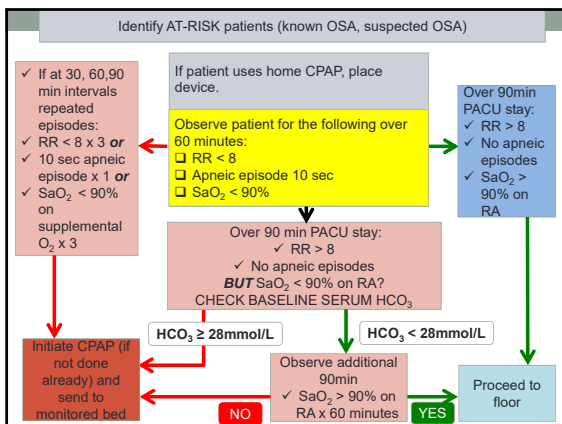 Identify AT-RISK patients (known OSA, suspected OSA)
✓ If at 30, 60,90
min intervals
repeated
episodes:
✓ RR < 8 x 3 or
✓ 10 sec apneic
episode x 1 or
✓ SaO₂ < 90%
on
supplemental
O₂ x 3
If patient uses home CPAP, place
device.
Observe patient for the following over
60 minutes:
❑ RR < 8
❑ Apneic episode 10 sec
❑ SaO₂ < 90%
Over 90min
PACU stay:
✓ RR > 8
✓ No apneic
episodes
✓ SaO₂ >
90% on
RA
Over 90 min PACU stay:
✓ RR > 8
✓ No apneic episodes
BUT SaO₂ < 90% on RA?
CHECK BASELINE SERUM HCO₃
HCO₃ ≥ 28mmol/L
HCO₃ < 28mmol/L
Initiate CPAP (if
not done
already) and
send to
monitored bed
Observe additional
90min
✓ SaO₂ > 90% on
RA x 60 minutes
NO
YES
Proceed to
floor